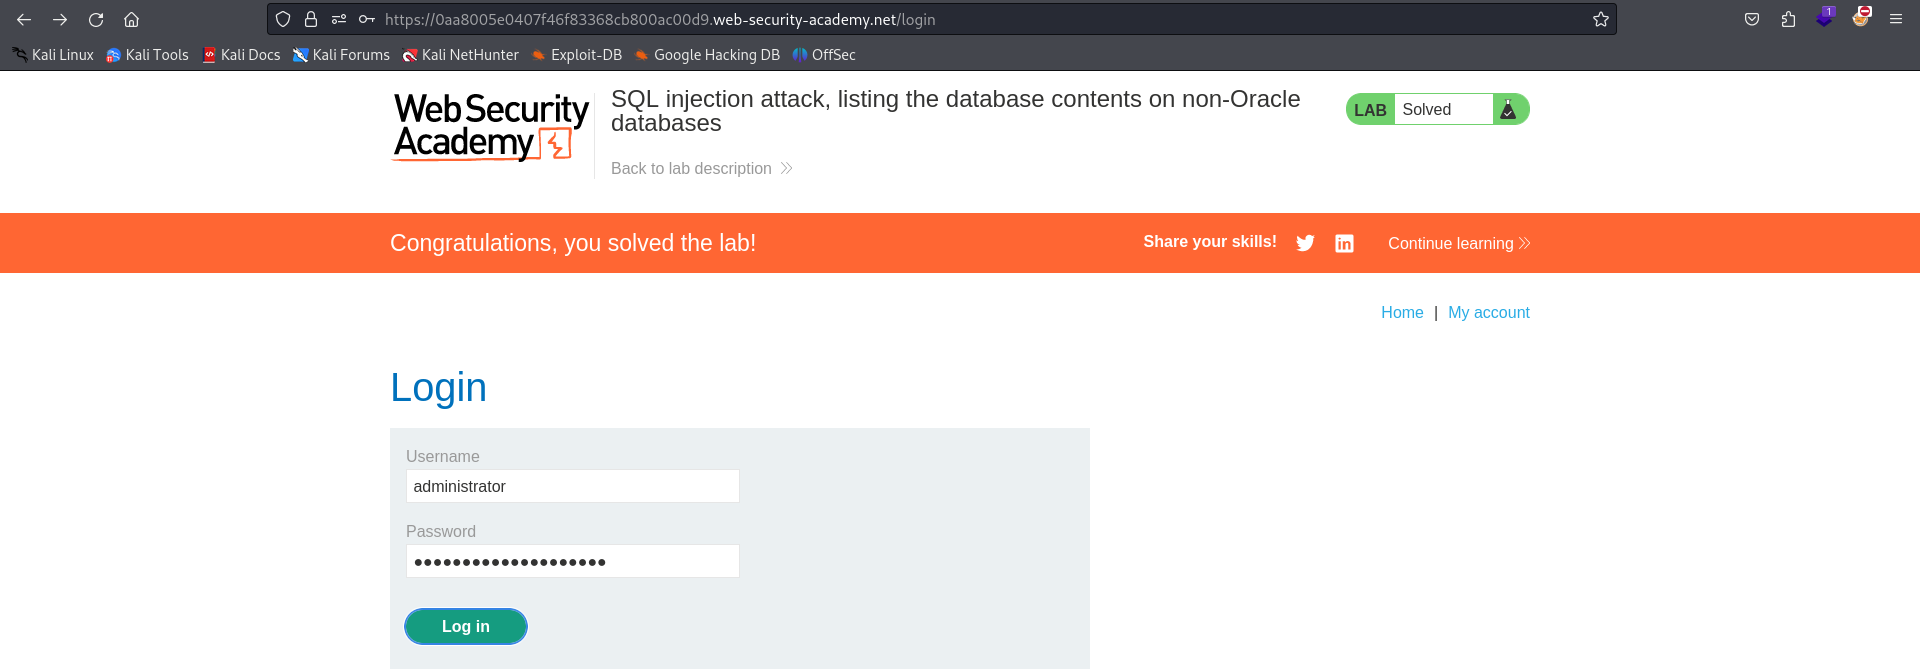 https://0aa8005e0407f46f83368cb800ac00d9.web-security-academy.net/login
1
Kali Linux Kali Tools Kali Docs Kali Forums Kali NetHunter Exploit-DB Google Hacking DB OffSec
Web Security
Academy
SQL injection attack, listing the database contents on non-Oracle
databases
Back to lab description
LAB Solved
Congratulations, you solved the lab!
Share your skills!
Continue learning
Home | My account
Login
Username
administrator
Password
••••••••••••••••••••
Log in